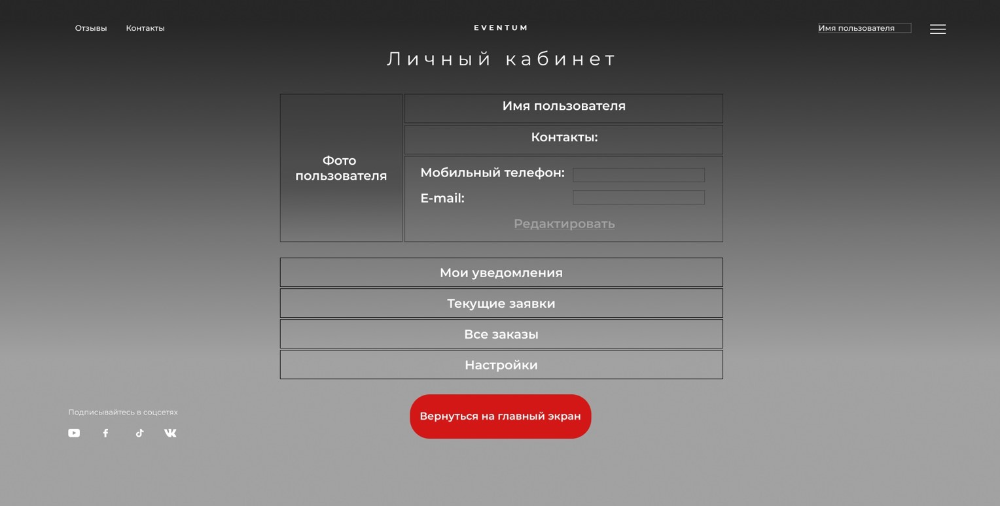 Отзывы
Контакты
EVENTUM
Имя пользователя
Личный кабинет
Фото
пользователя
Имя пользователя
Контакты:
Мобильный телефон:
E-mail:
Редактировать
Мои уведомления
Текущие заявки
Все заказы
Настройки
Вернуться на главный экран
Подписывайтесь в соцсетях